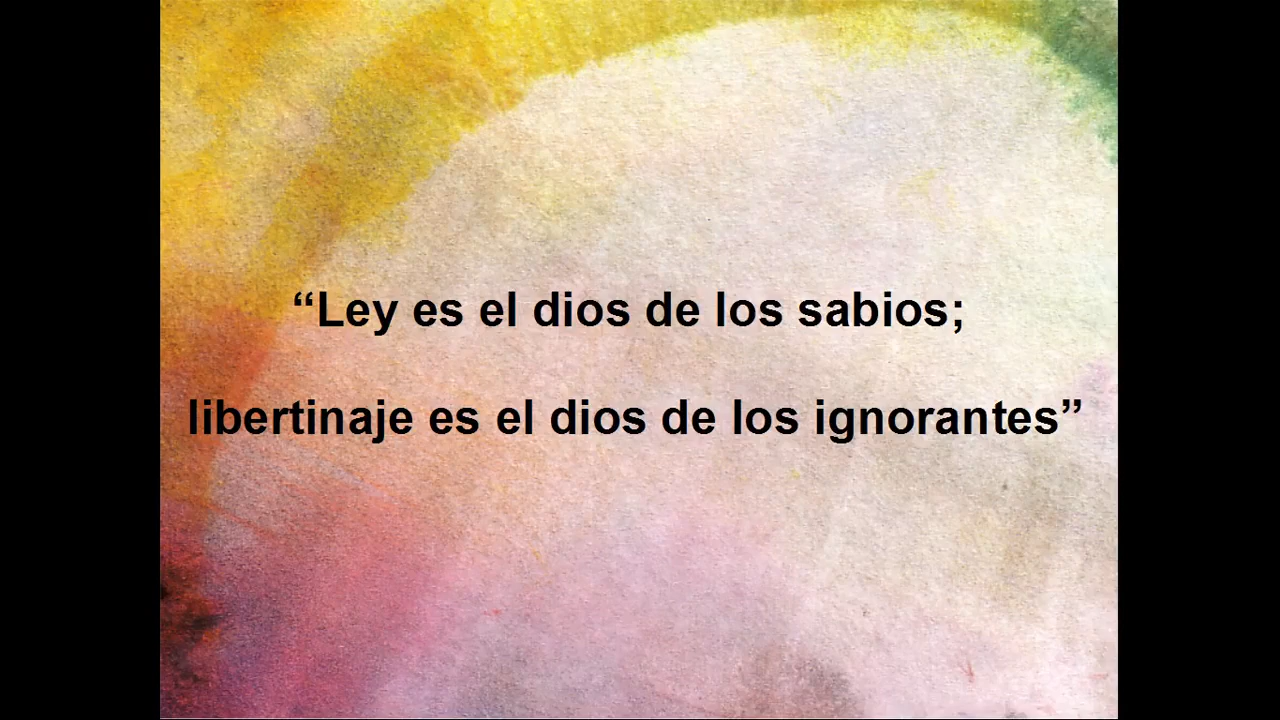 “Ley es el dios de los sabios;
libertinaje es el dios de los ignorantes”